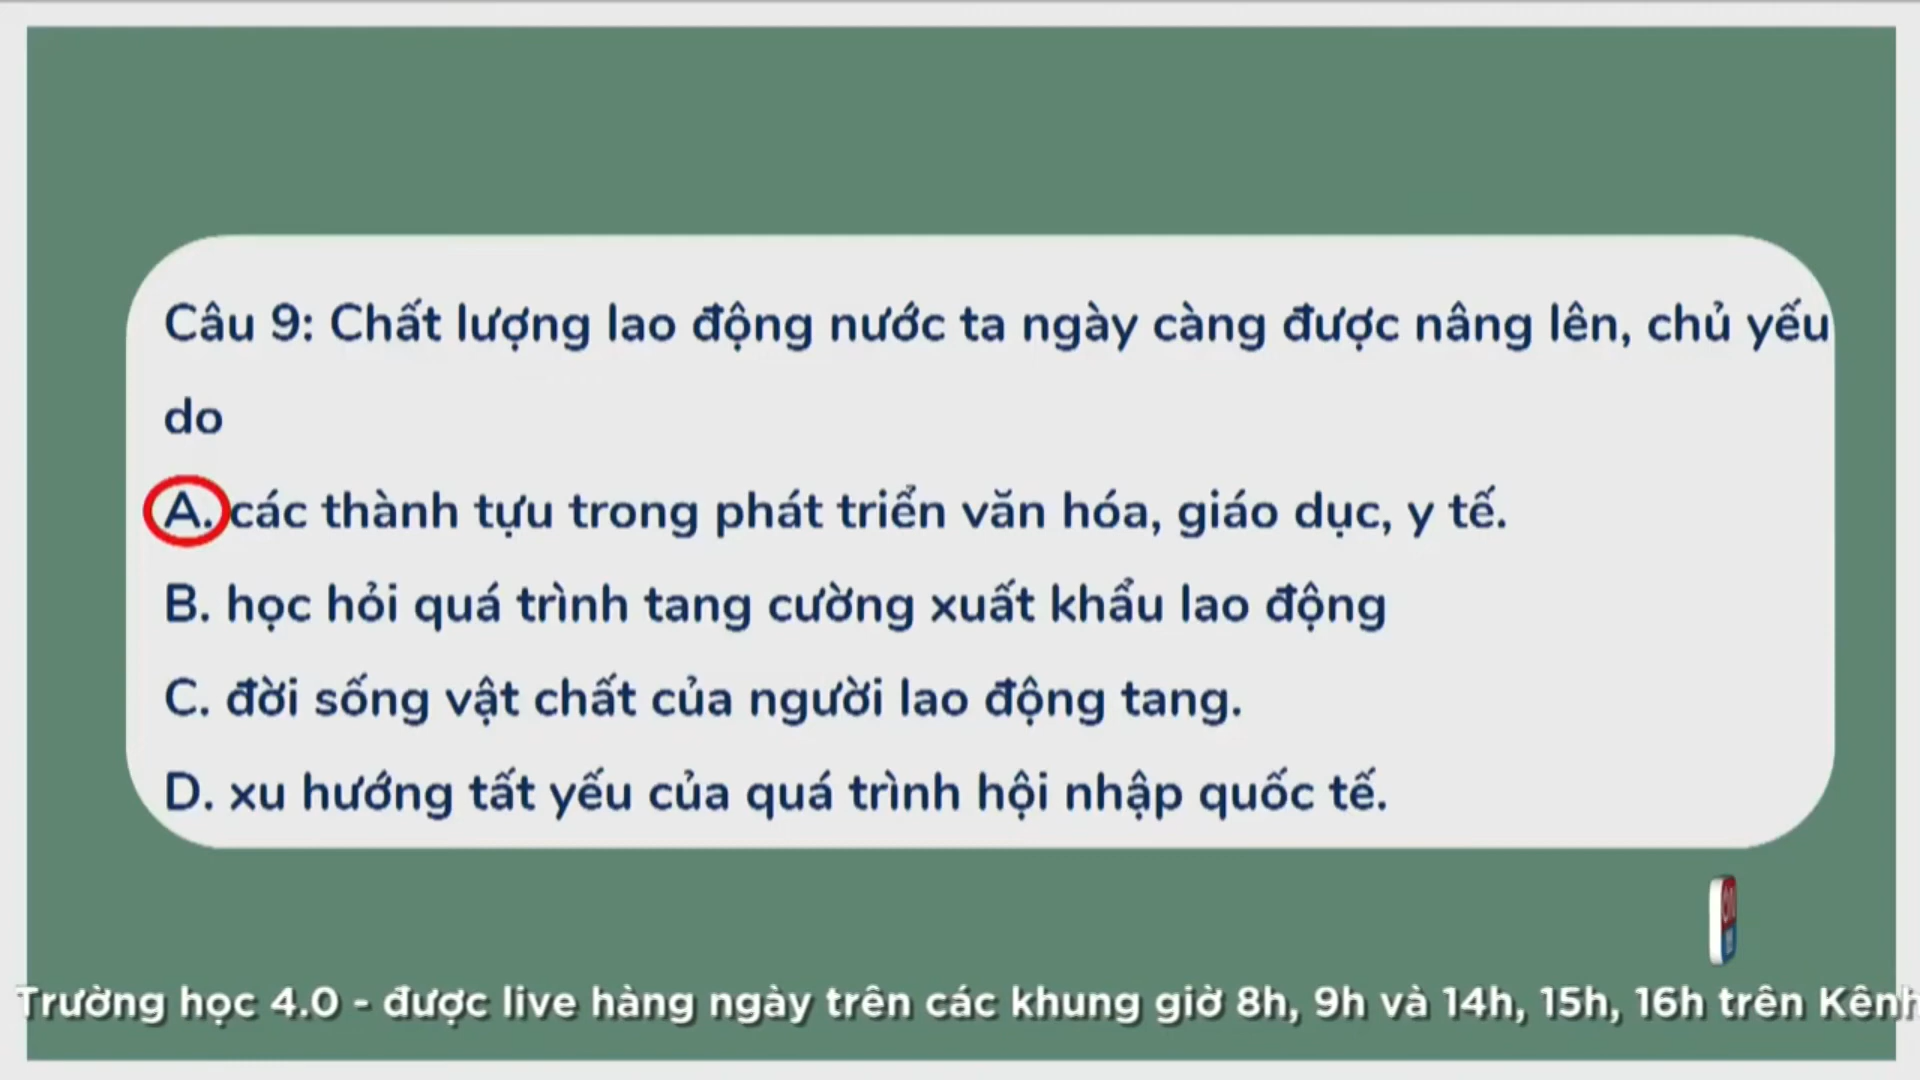 Câu 9: Chất lượng lao động nước ta ngày càng được nâng lên, chủ yếu
do
A. các thành tựu trong phát triển văn hóa, giáo dục, y tế.
B. học hỏi quá trình tang cường xuất khẩu lao động
C. đời sống vật chất của người lao động tang.
D. xu hướng tất yếu của quá trình hội nhập quốc tế.
Trường học 4.0 - được live hàng ngày trên các khung giờ 8h, 9h và 14h, 15h, 16h trên Kênh